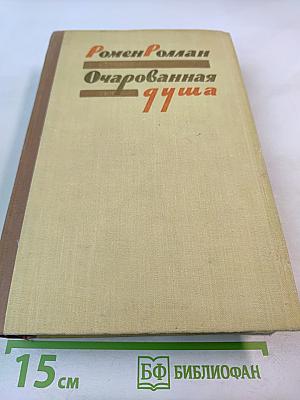 Ромен Роллан
Очарованная
душа
15 см
БФ БИБЛИОФАН